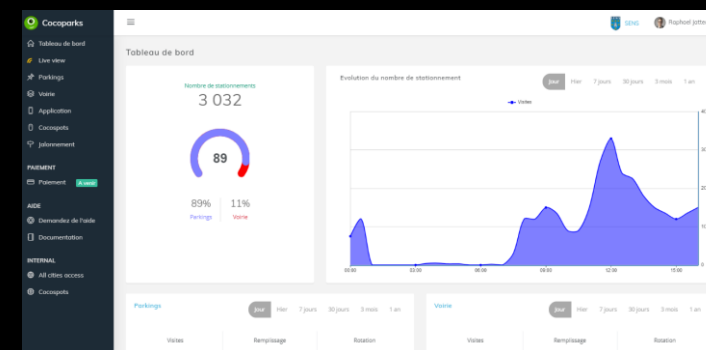 Cocoparks
SENS
Raphael Jatte
Tableau de bord
Live view
Parkings
Voirie
Application
Cocospots
Jalonnement
PAIEMENT
Paiement A venir
AIDE
Demandez de l'aide
Documentation
INTERNAL
All cities access
Cocospots
Tableau de bord
Nombre de stationnements
3 032
89
89% 11%
Parkings Voirie
Evolution du nombre de stationnement
Jour Hier 7 jours 30 jours 3 mois 1 an
Visites
00:00 03:00 06:00 09:00 12:00 15:00
Parkings
Jour Hier 7 jours 30 jours 3 mois 1 an
Visites Remplissage Rotation
Voirie
Jour Hier 7 jours 30 jours 3 mois 1 an
Visites Remplissage Rotation